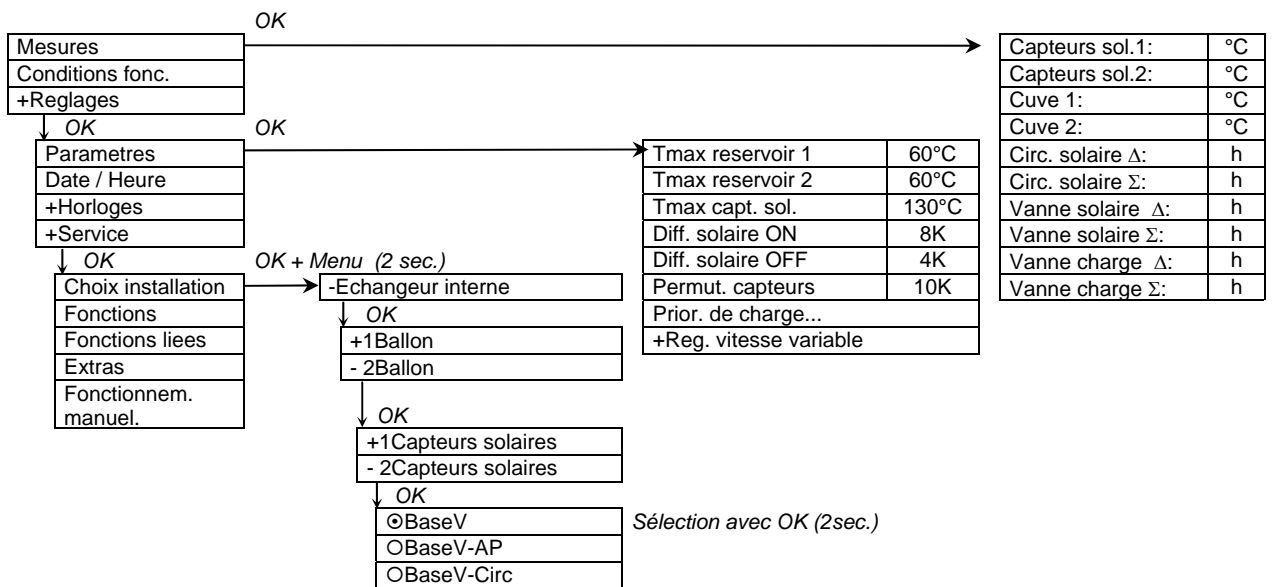 OK
Mesures
Conditions fonc.
+Reglages
OK
OK
Parametres
Date / Heure
+Horloges
+Service
OK
OK + Menu (2 sec.)
Choix installation
Fonctions
Fonctions liees
Extras
Fonctionnem.
manuel.
-Echangeur interne
OK
+1Ballon
- 2Ballon
OK
+1Capteurs solaires
- 2Capteurs solaires
OK
⊙BaseV
Sélection avec OK (2sec.)
○BaseV-AP
○BaseV-Circ
Tmax reservoir 1 60°C
Tmax reservoir 2 60°C
Tmax capt. sol. 130°C
Diff. solaire ON 8K
Diff. solaire OFF 4K
Permut. capteurs 10K
Prior. de charge...
+Reg. vitesse variable
Capteurs sol.1: °C
Capteurs sol.2: °C
Cuve 1: °C
Cuve 2: °C
Circ. solaire Δ: h
Circ. solaire Σ: h
Vanne solaire Δ: h
Vanne solaire Σ: h
Vanne charge Δ: h
Vanne charge Σ: h